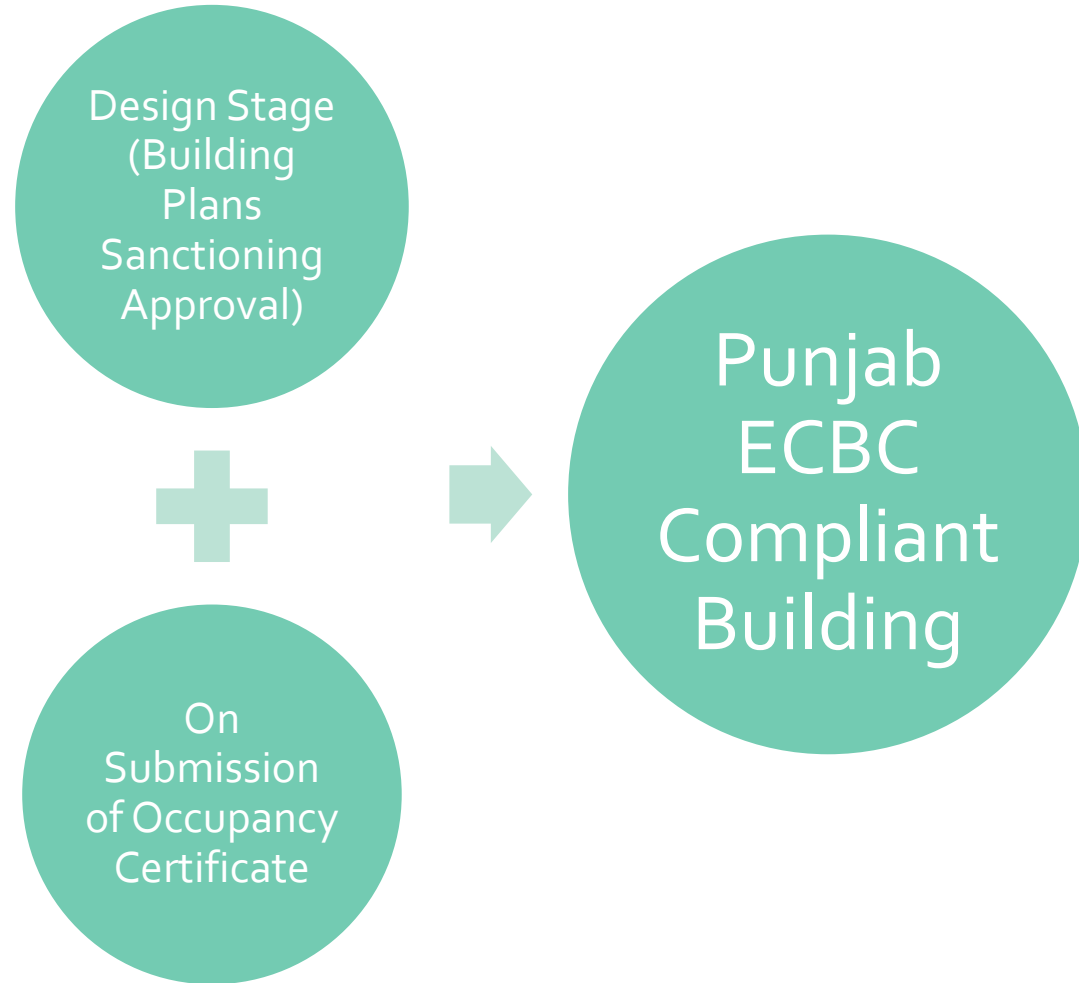 Design Stage
(Building
Plans
Sanctioning
Approval)
On
Submission
of Occupancy
Certificate
Punjab
ECBC
Compliant
Building